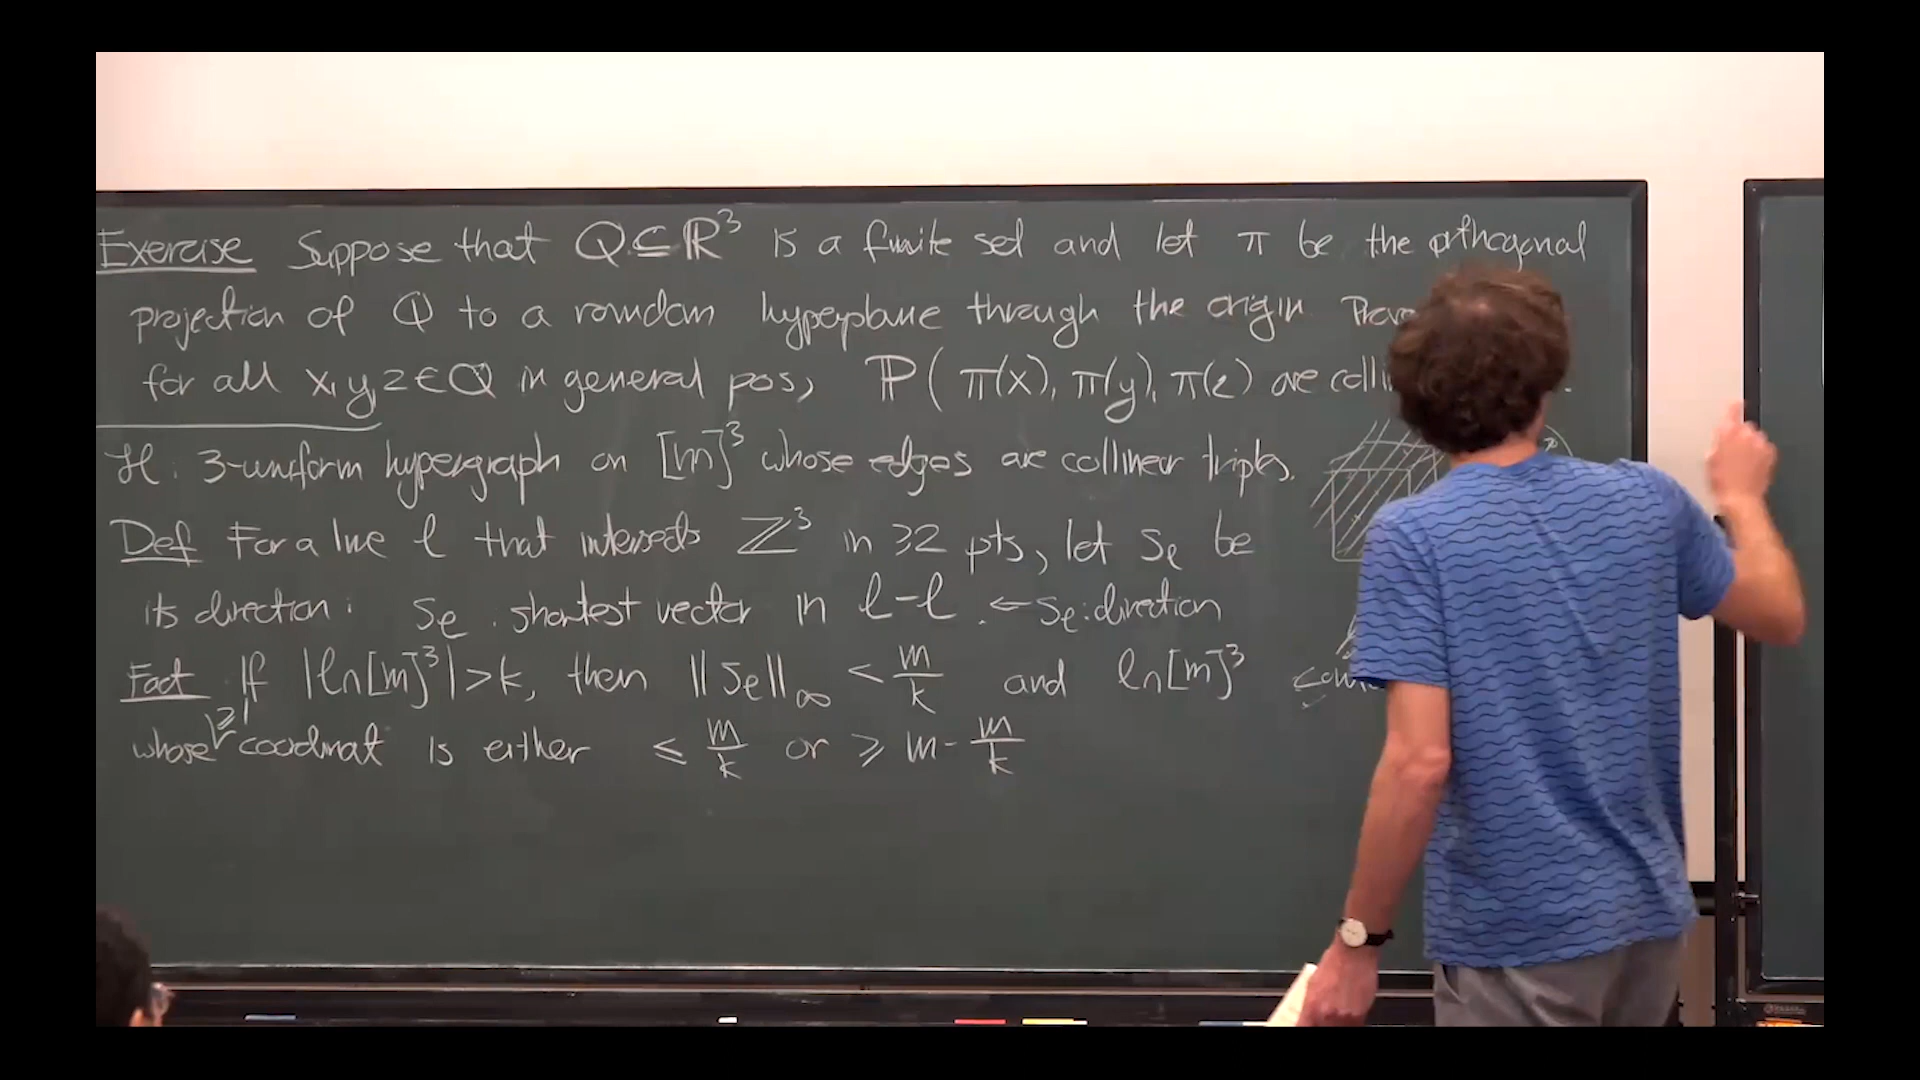 Exercise Suppose that Q ⊆ ℝ³ is a finite set and let π be the orthogonal
projection of Q to a random hyperplane through the origin
for all x, y, z ∈ Q in general pos, ℙ( π(x), π(y), π(z) are
H : 3-uniform hypergraph on [m]³ whose edges are collinear triples.
Def For a line ℓ that intersects ℤ³ in ≥2 pts, let S_ℓ be
its direction : S_ℓ : shortest vector in ℓ-ℓ. ← S_ℓ : direction
Fact If |ℓ∩[m]³| > k, then ||S_ℓ||_∞ < m/k and ℓ∩[m]³
whose ≥1 coordinat is either ≤ m/k or ≥ m - m/k